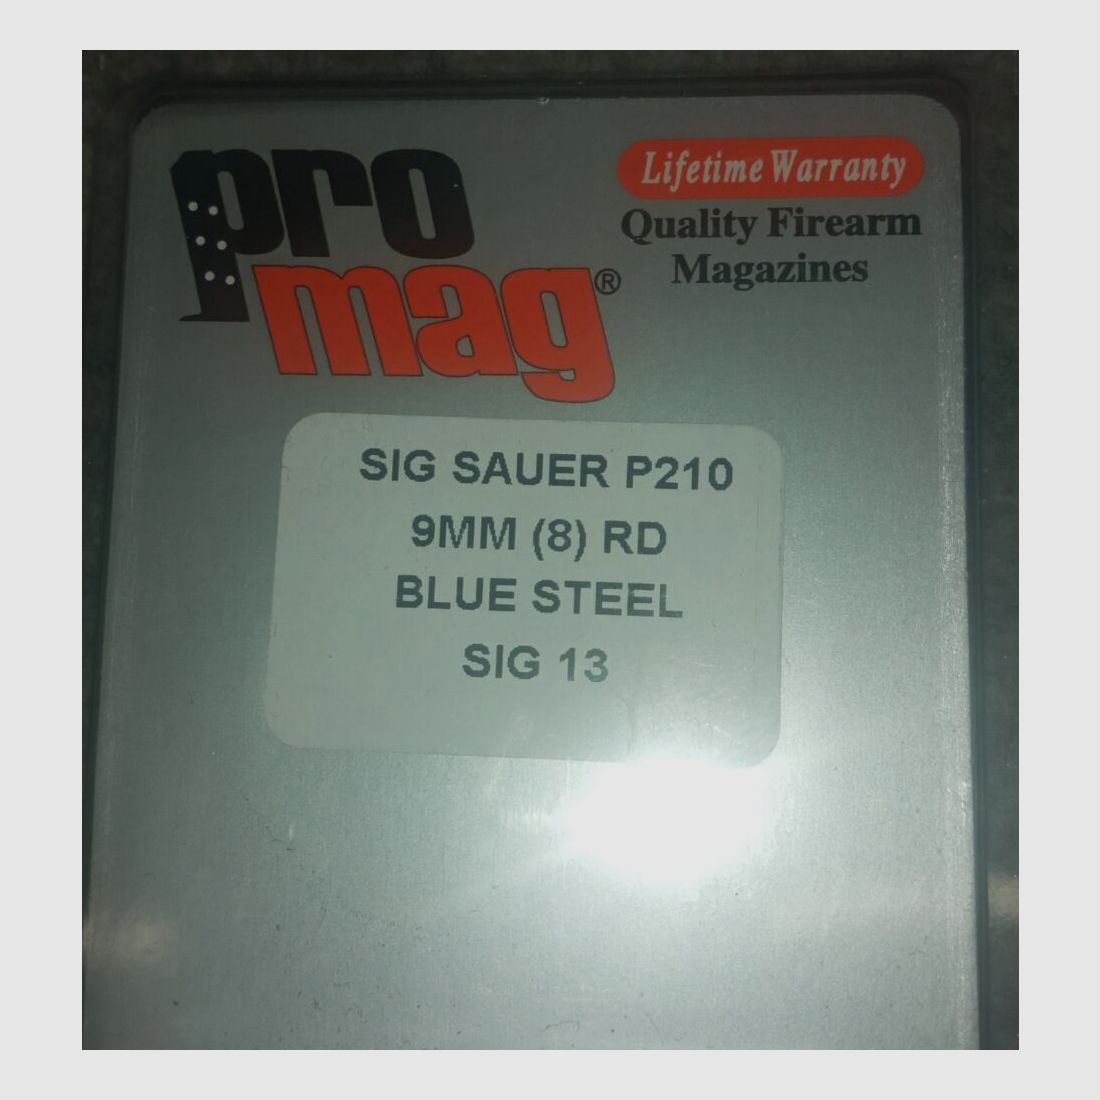 pro
mag®
Lifetime Warranty
Quality Firearm
Magazines
SIG SAUER P210
9MM (8) RD
BLUE STEEL
SIG 13